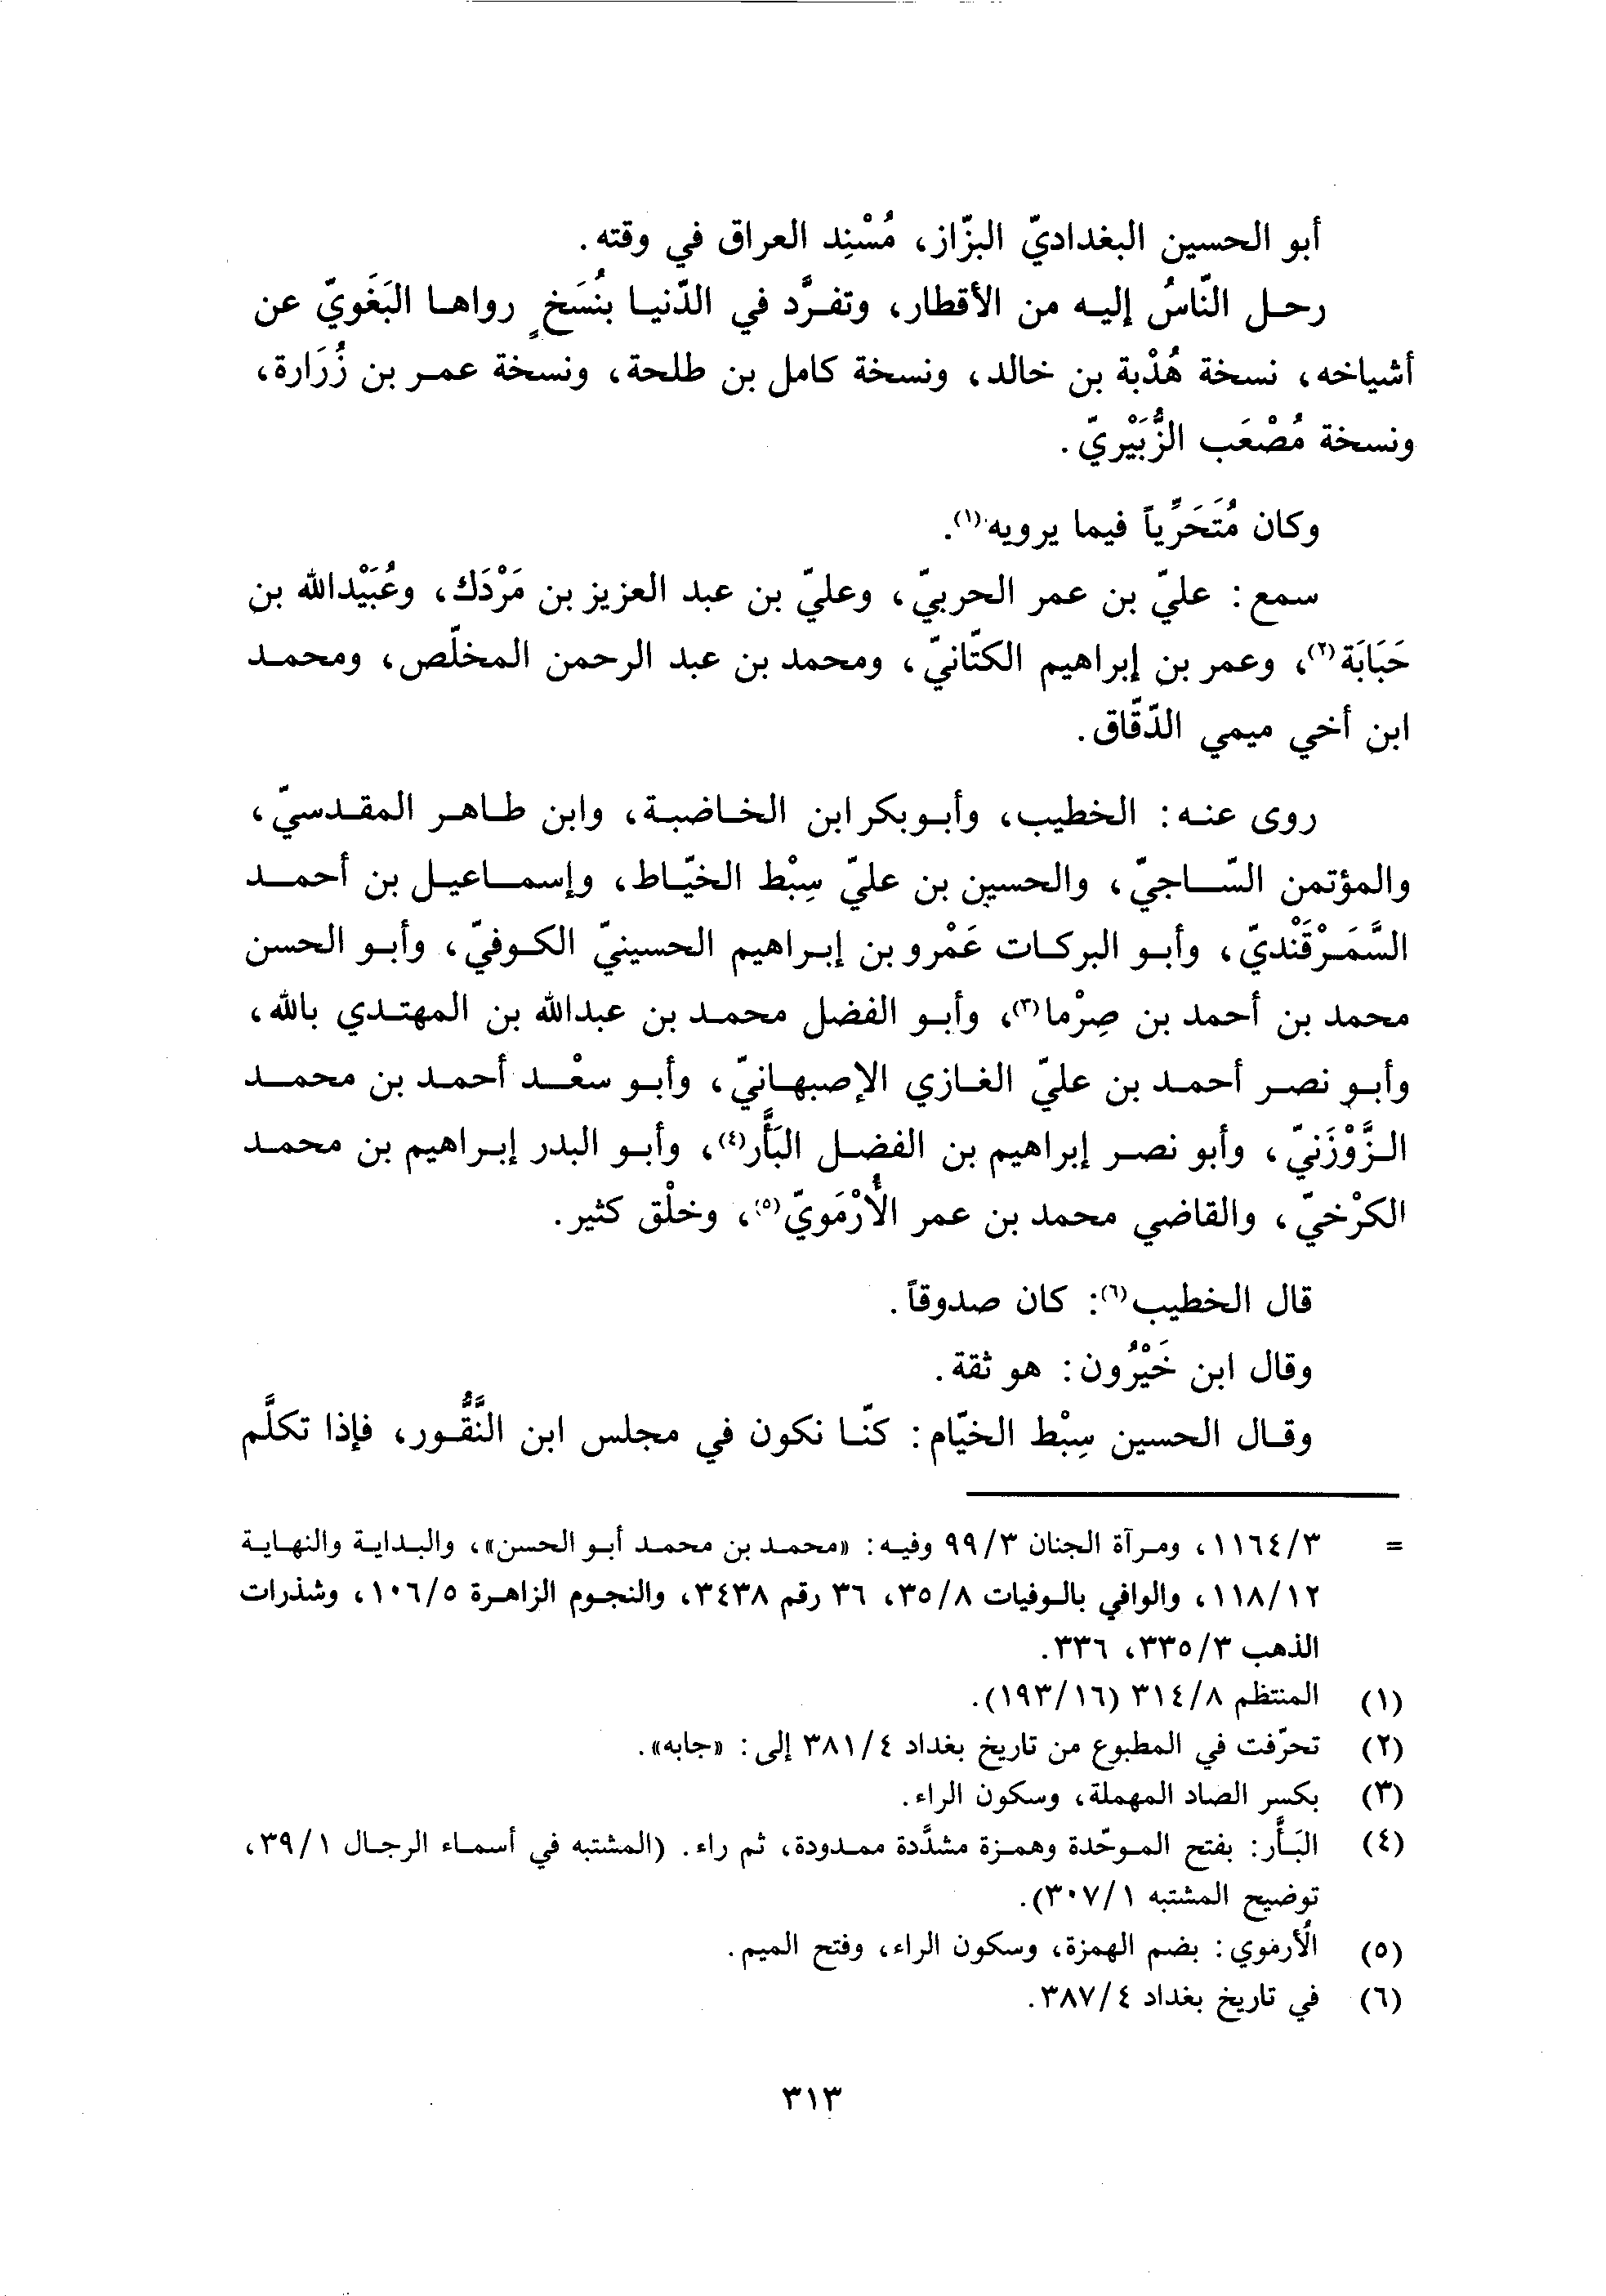 أبو الحسين البغداديّ البزّاز، مُسْنِد العراق في وقته.
رحل النّاسُ إليه من الأقطار، وتفرَّد في الدّنيا بنُسَخٍ رواها البَغَويّ عن
أشياخه، نسخة هُدْبة بن خالد، ونسخة كامل بن طلحة، ونسخة عمر بن زُرَارة،
ونسخة مُصْعَب الزُّبَيْريّ.
وكان مُتَحَرِّياً فيما يرويه(١).
سمع: عليّ بن عمر الحربيّ، وعليّ بن عبد العزيز بن مَرْدَك، وعُبَيْدالله بن
حَبَابَة(٢)، وعمر بن إبراهيم الكتّانيّ، ومحمد بن عبد الرحمن المخلّص، ومحمد
ابن أخي ميمي الدّقّاق.
روى عنه: الخطيب، وأبوبكر ابن الخاضبة، وابن طاهر المقدسيّ،
والمؤتمن السّاجيّ، والحسين بن عليّ سِبْط الخيّاط، وإسماعيل بن أحمد
السَّمَرْقَنْديّ، وأبو البركات عَمْرو بن إبراهيم الحسينيّ الكوفيّ، وأبو الحسن
محمد بن أحمد بن صِرْما(٣)، وأبو الفضل محمد بن عبدالله بن المهتدي بالله،
وأبو نصر أحمد بن عليّ الغازي الإصبهانيّ، وأبو سعْد أحمد بن محمد
الزَّوْزَنيّ، وأبو نصر إبراهيم بن الفضل البَأَّر(٤)، وأبو البدر إبراهيم بن محمد
الكرْخيّ، والقاضي محمد بن عمر الأُرْمَويّ(٥)، وخلْق كثير.
قال الخطيب(٦): كان صدوقاً.
وقال ابن خَيْرُون: هو ثقة.
وقال الحسين سِبْط الخيّام: كنّا نكون في مجلس ابن النَّقُّور، فإذا تكلَّم
= ٣/ ١١٦٤، ومرآة الجنان ٣/ ٩٩ وفيه: «محمد بن محمد أبو الحسن»، والبداية والنهاية
١٢/ ١١٨، والوافي بالوفيات ٨/ ٣٥، ٣٦ رقم ٣٤٣٨، والنجوم الزاهرة ٥/ ١٠٦، وشذرات
الذهب ٣/ ٣٣٥، ٣٣٦.
(١) المنتظم ٨/ ٣١٤ (١٦/ ١٩٣).
(٢) تحرّفت في المطبوع من تاريخ بغداد ٤/ ٣٨١ إلى: «جابه».
(٣) بكسر الصاد المهملة، وسكون الراء.
(٤) البَأَّر: بفتح الموحّدة وهمزة مشدَّدة ممدودة، ثم راء. (المشتبه في أسماء الرجال ١/ ٣٩،
توضيح المشتبه ١/ ٣٠٧).
(٥) الأُرموي: بضم الهمزة، وسكون الراء، وفتح الميم.
(٦) في تاريخ بغداد ٤/ ٣٨٧.
٣١٣